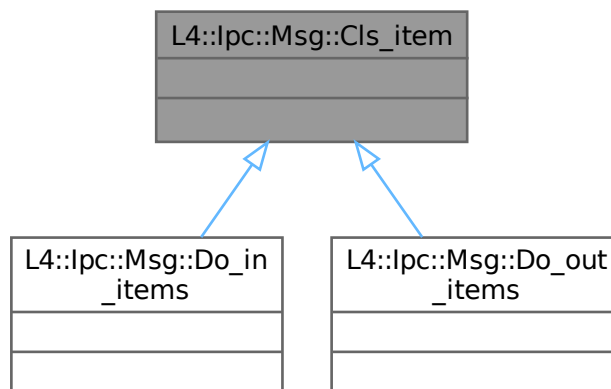 L4::Ipc::Msg::Cls_item
L4::Ipc::Msg::Do_in
_items
L4::Ipc::Msg::Do_out
_items